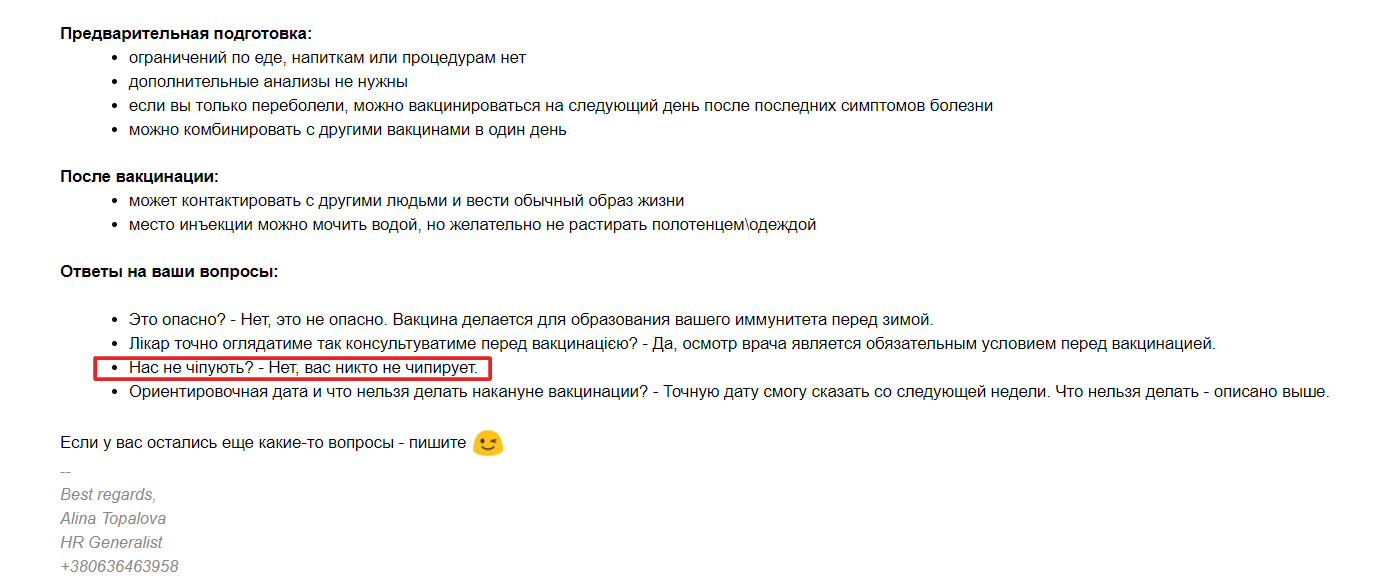 Предварительная подготовка:
• ограничений по еде, напиткам или процедурам нет
• дополнительные анализы не нужны
• если вы только переболели, можно вакцинироваться на следующий день после последних симптомов болезни
• можно комбинировать с другими вакцинами в один день
После вакцинации:
• может контактировать с другими людьми и вести обычный образ жизни
• место инъекции можно мочить водой, но желательно не растирать полотенцем\одеждой
Ответы на ваши вопросы:
• Это опасно? - Нет, это не опасно. Вакцина делается для образования вашего иммунитета перед зимой.
• Лікар точно оглядатиме так консультуватиме перед вакцинацією? - Да, осмотр врача является обязательным условием перед вакцинацией.
• Нас не чіпують? - Нет, вас никто не чипирует.
• Ориентировочная дата и что нельзя делать накануне вакцинации? - Точную дату смогу сказать со следующей недели. Что нельзя делать - описано выше.
Если у вас остались еще какие-то вопросы - пишите 😉
--
Best regards,
Alina Topalova
HR Generalist
+380636463958